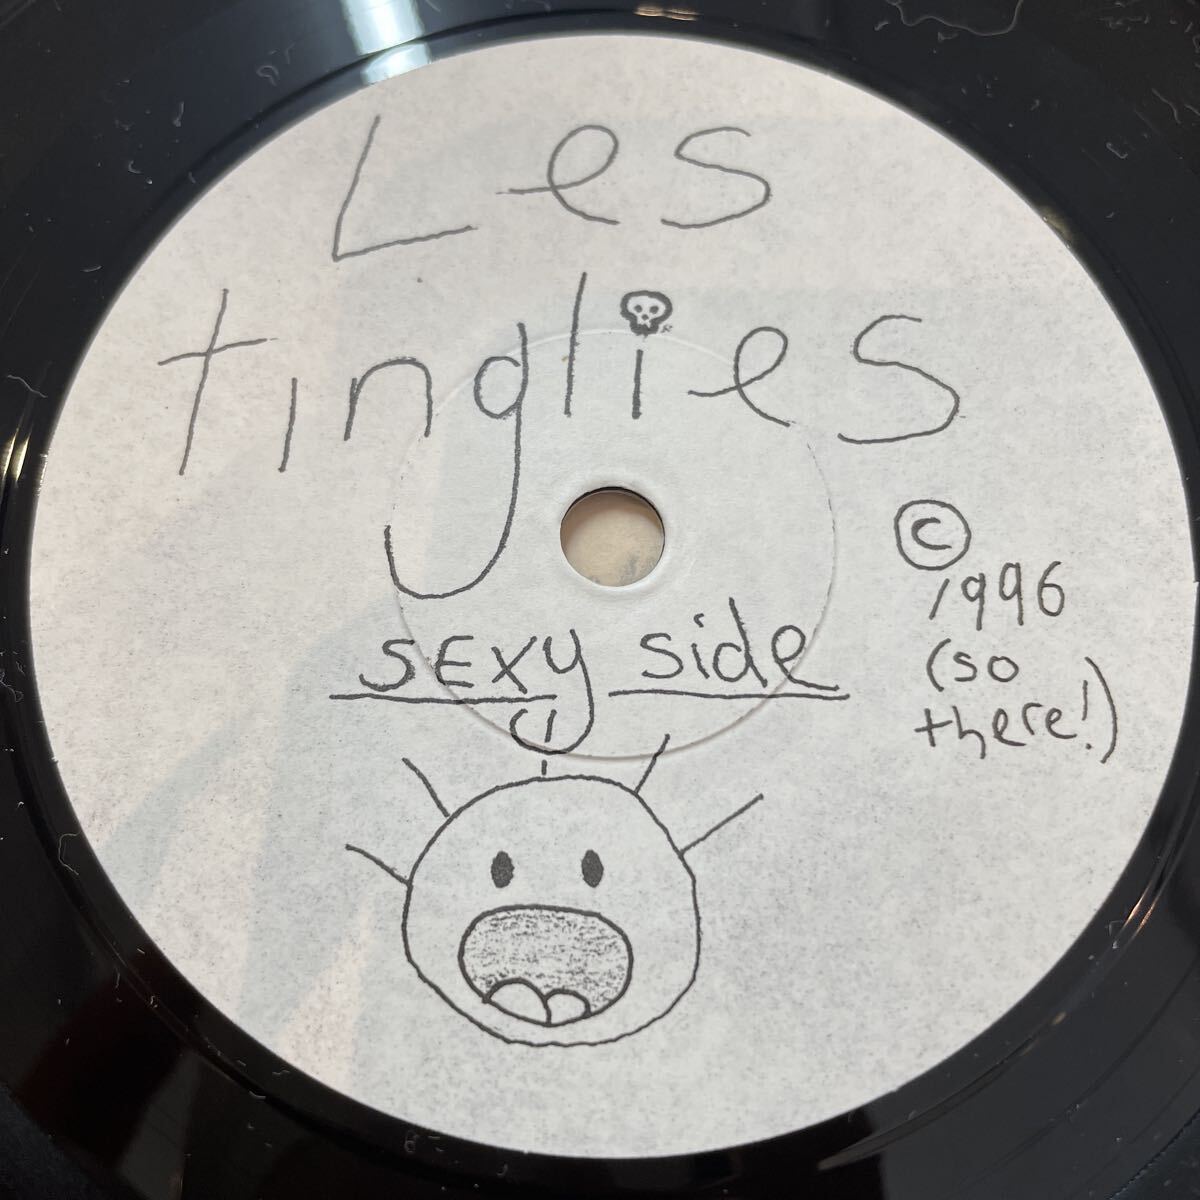 Les
tinglies
sexy side
©
1996
(so
there!)